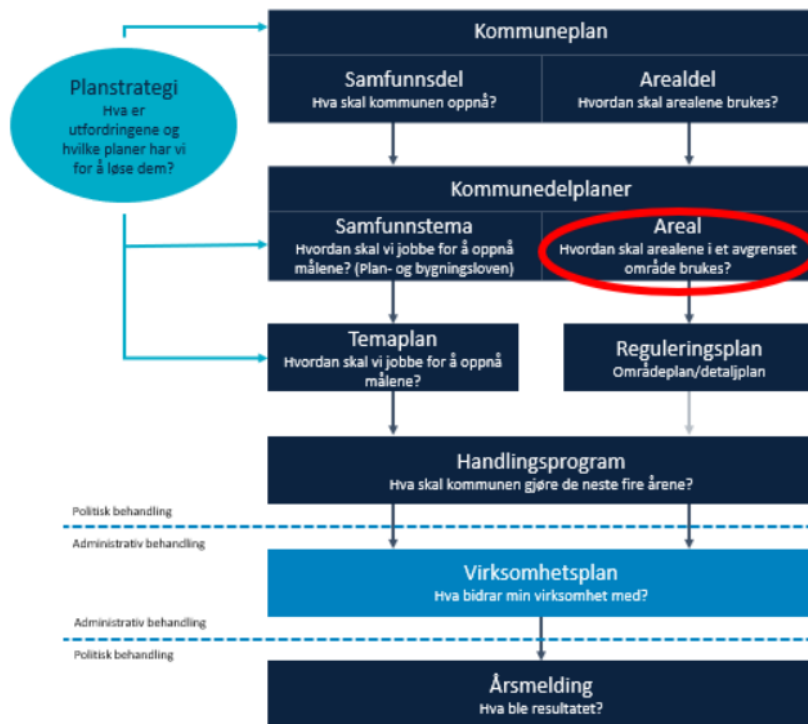 Kommuneplan
Planstrategi
Hva er
utfordringene og
hvilke planer har vi
for å løse dem?
Samfunnsdel
Hva skal kommunen oppnå?
Arealdel
Hvordan skal arealene brukes?
Kommunedelplaner
Samfunnstema
Hvordan skal vi jobbe for å oppnå
målene? (Plan- og bygningsloven)
Areal
Hvordan skal arealene i et avgrenset
område brukes?
Temaplan
Hvordan skal vi jobbe for å oppnå
målene?
Reguleringsplan
Områdeplan/detaljplan
Handlingsprogram
Hva skal kommunen gjøre de neste fire årene?
Politisk behandling
Administrativ behandling
Virksomhetsplan
Hva bidrar min virksomhet med?
Administrativ behandling
Politisk behandling
Årsmelding
Hva ble resultatet?